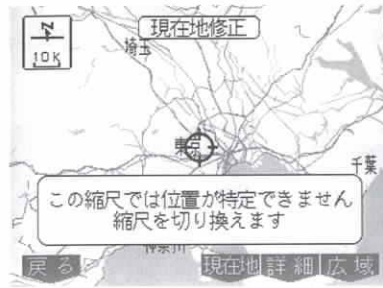 現在地修正
N
10K
埼玉
東京
千葉
この縮尺では位置が特定できません
縮尺を切り換えます
神奈川
戻る
現在地
詳細
広域